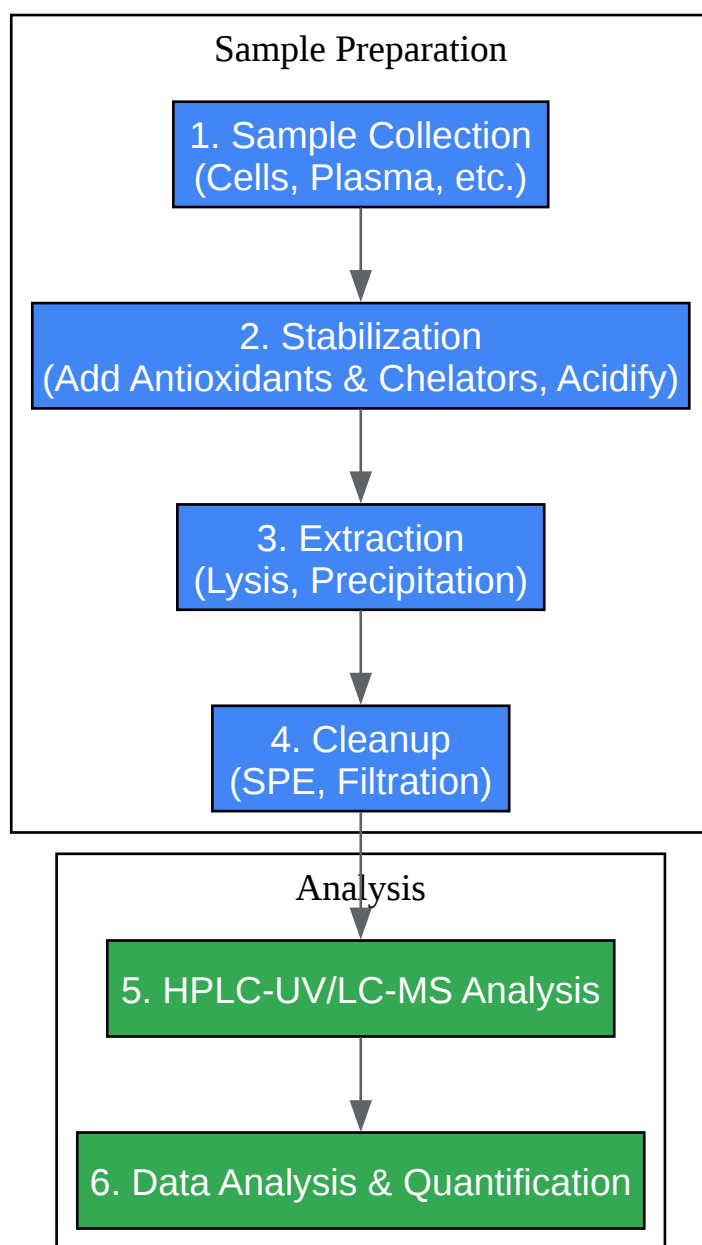 Sample Preparation
1. Sample Collection
(Cells, Plasma, etc.)
2. Stabilization
(Add Antioxidants & Chelators, Acidify)
3. Extraction
(Lysis, Precipitation)
4. Cleanup
(SPE, Filtration)
Analysis
5. HPLC-UV/LC-MS Analysis
6. Data Analysis & Quantification